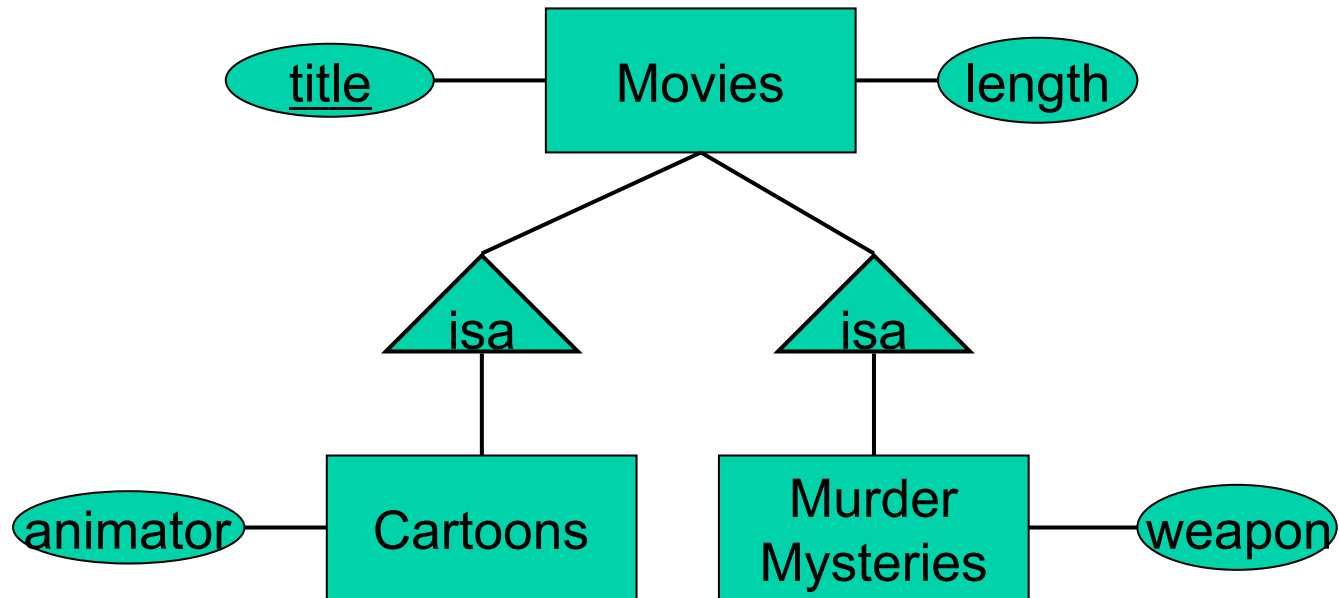 title
Movies
length
isa
isa
animator
Cartoons
Murder
Mysteries
weapon